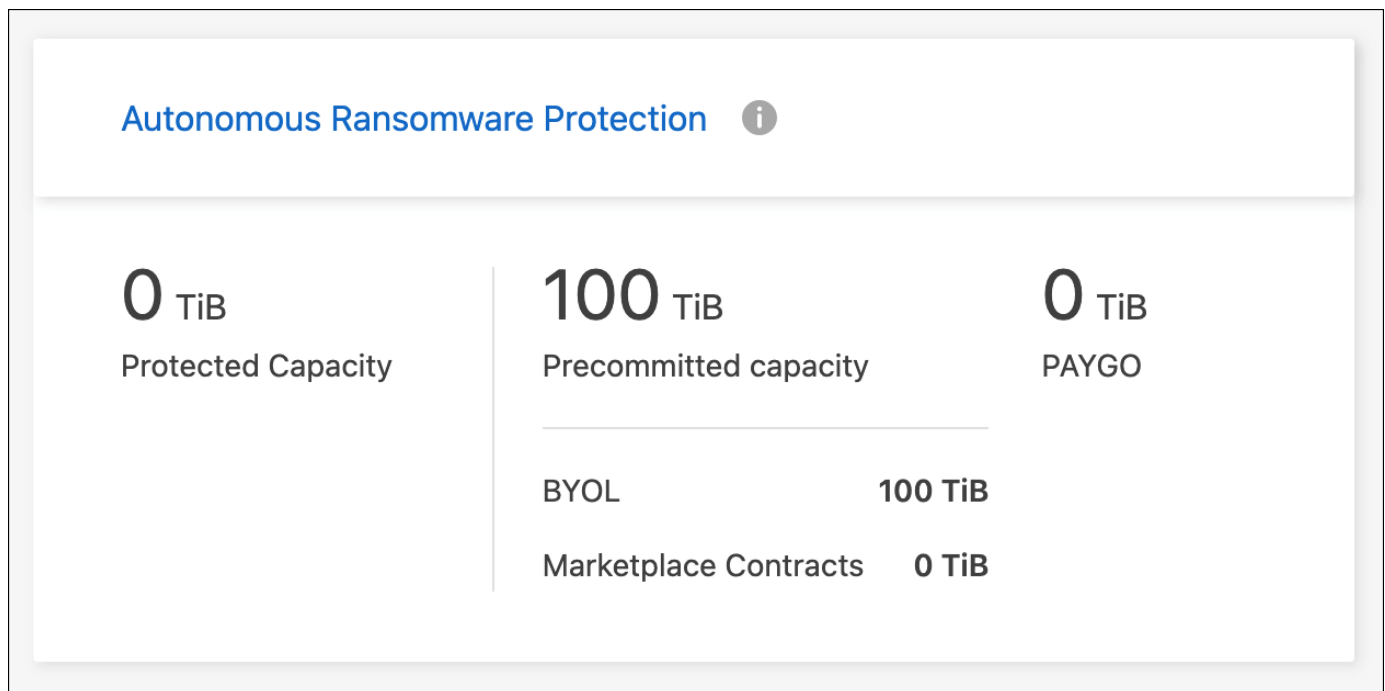 Autonomous Ransomware Protection
0 TiB
Protected Capacity
100 TiB
Precommitted capacity
BYOL 100 TiB
Marketplace Contracts 0 TiB
0 TiB
PAYGO